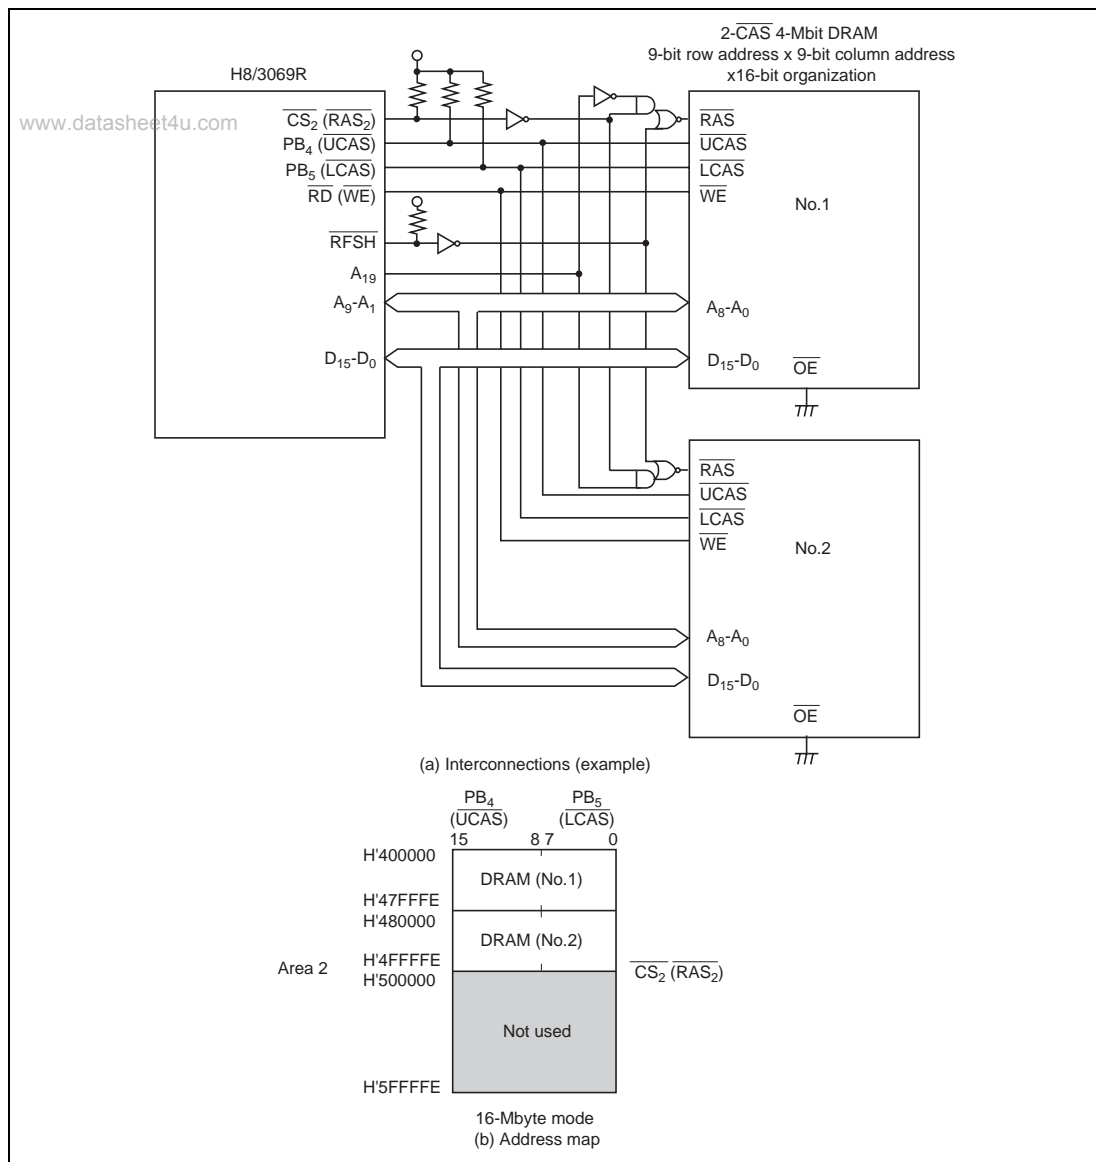 2-CAS 4-Mbit DRAM
9-bit row address x 9-bit column address
x16-bit organization
H8/3069R
www.datasheet4u.com
CS2 (RAS2)
PB4 (UCAS)
PB5 (LCAS)
RD (WE)
RFSH
A19
A9-A1
D15-D0
RAS
UCAS
LCAS
WE
No.1
A8-A0
D15-D0
OE
RAS
UCAS
LCAS
WE
No.2
A8-A0
D15-D0
OE
(a) Interconnections (example)
PB4 PB5
(UCAS) (LCAS)
15 8 7 0
H'400000
DRAM (No.1)
H'47FFFE
H'480000
DRAM (No.2)
H'4FFFFE
Area 2
CS2 (RAS2)
H'500000
Not used
H'5FFFFE
16-Mbyte mode
(b) Address map